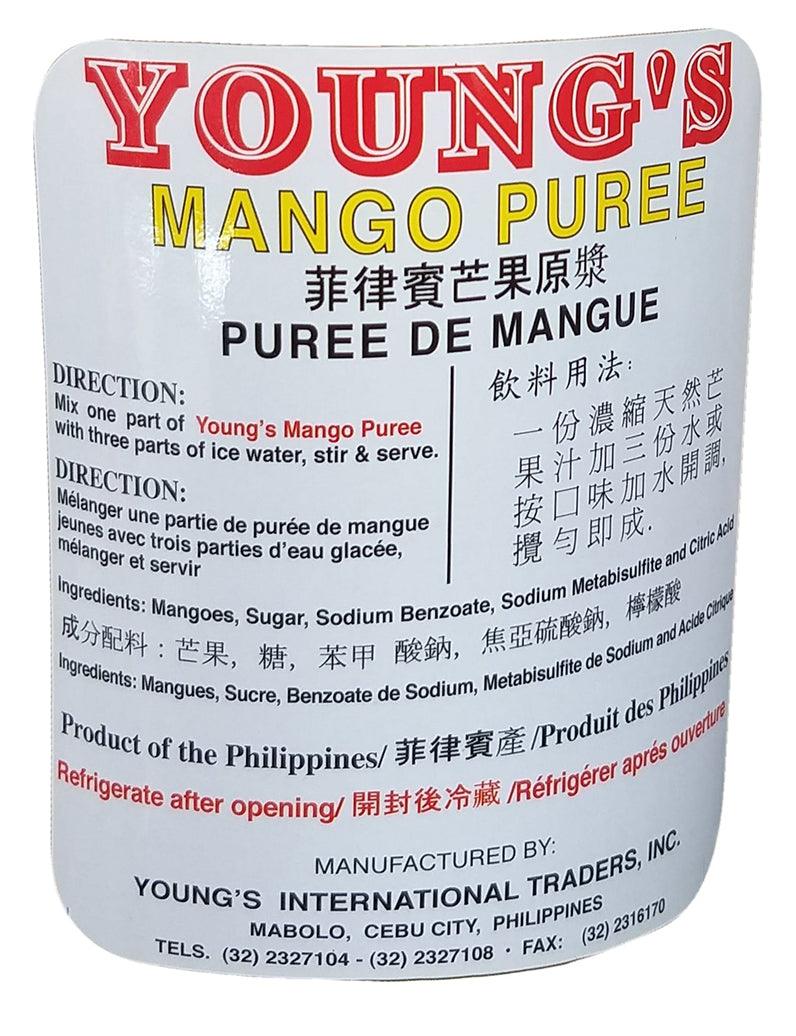 YOUNG'S
MANGO PUREE
菲律賓芒果原漿
PUREE DE MANGUE
DIRECTION:
Mix one part of Young's Mango Puree
with three parts of ice water, stir & serve.
DIRECTION:
Mélanger une partie de purée de mangue
jeunes avec trois parties d'eau glacée,
mélanger et servir
飲料用法:
一份濃縮天然芒
果汁加三份水或
按口味加水開調,
攪勻即成.
Ingredients: Mangoes, Sugar, Sodium Benzoate, Sodium Metabisulfite and Citric Acid
成分配料:芒果, 糖, 苯甲 酸鈉, 焦亞硫酸鈉, 檸檬酸
Ingredients: Mangues, Sucre, Benzoate de Sodium, Metabisulfite de Sodium and Acide Citrique
Product of the Philippines/ 菲律賓產 /Produit des Philippines
Refrigerate after opening/ 開封後冷藏 /Réfrigérer aprés ouverture
MANUFACTURED BY:
YOUNG'S INTERNATIONAL TRADERS, INC.
MABOLO, CEBU CITY, PHILIPPINES
TELS. (32) 2327104 - (32) 2327108 · FAX: (32) 2316170